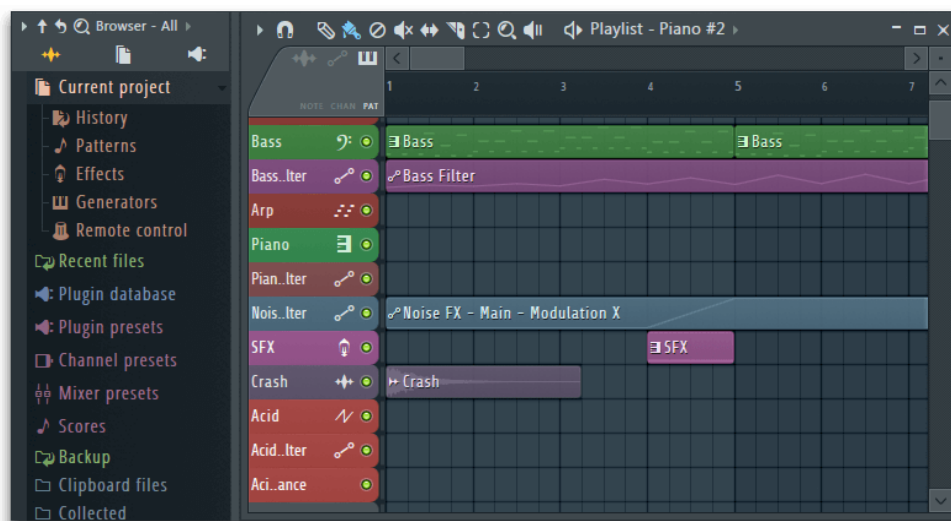 Browser - All
Playlist - Piano #2
Current project
History
Patterns
Effects
Generators
Remote control
Recent files
Plugin database
Plugin presets
Channel presets
Mixer presets
Scores
Backup
Clipboard files
Collected
NOTE CHAN PAT
1 2 3 4 5 6 7
Bass Bass Bass
Bass..lter Bass Filter
Arp
Piano
Pian..lter
Nois..lter Noise FX - Main - Modulation X
SFX SFX
Crash Crash
Acid
Acid..lter
Aci..ance